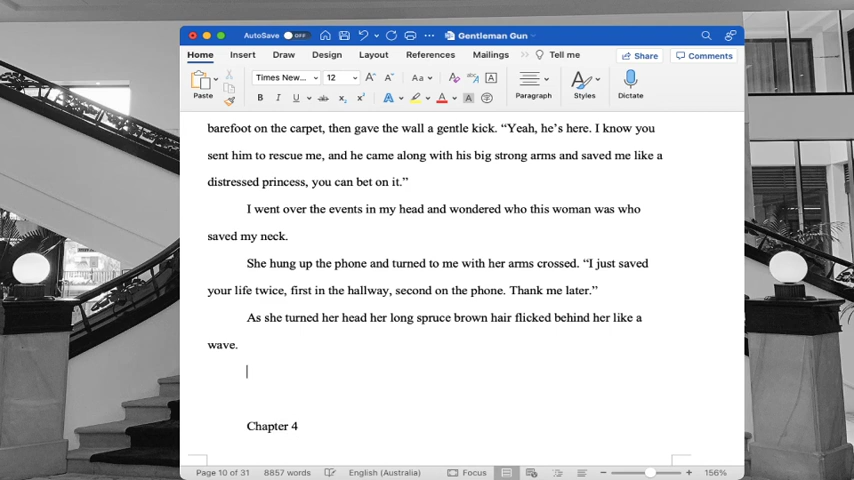 AutoSave OFF Gentleman Gun
Home Insert Draw Design Layout References Mailings Tell me Share Comments
Paste Times New... 12 A A Aa A
B I U ab x₂ x² A A A Paragraph Styles Dictate
barefoot on the carpet, then gave the wall a gentle kick. “Yeah, he’s here. I know you
sent him to rescue me, and he came along with his big strong arms and saved me like a
distressed princess, you can bet on it.”
I went over the events in my head and wondered who this woman was who
saved my neck.
She hung up the phone and turned to me with her arms crossed. “I just saved
your life twice, first in the hallway, second on the phone. Thank me later.”
As she turned her head her long spruce brown hair flicked behind her like a
wave.
Chapter 4
Page 10 of 31 8857 words English (Australia) Focus 156%